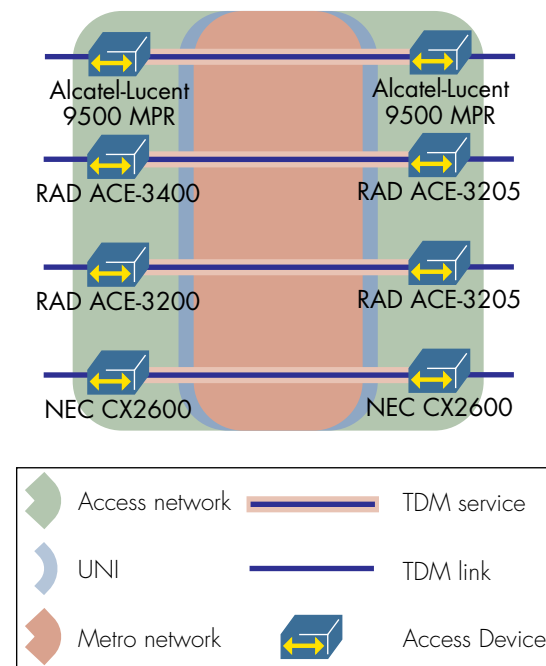 Alcatel-Lucent
9500 MPR
Alcatel-Lucent
9500 MPR
RAD ACE-3400
RAD ACE-3205
RAD ACE-3200
RAD ACE-3205
NEC CX2600
NEC CX2600
Access network
TDM service
UNI
TDM link
Metro network
Access Device